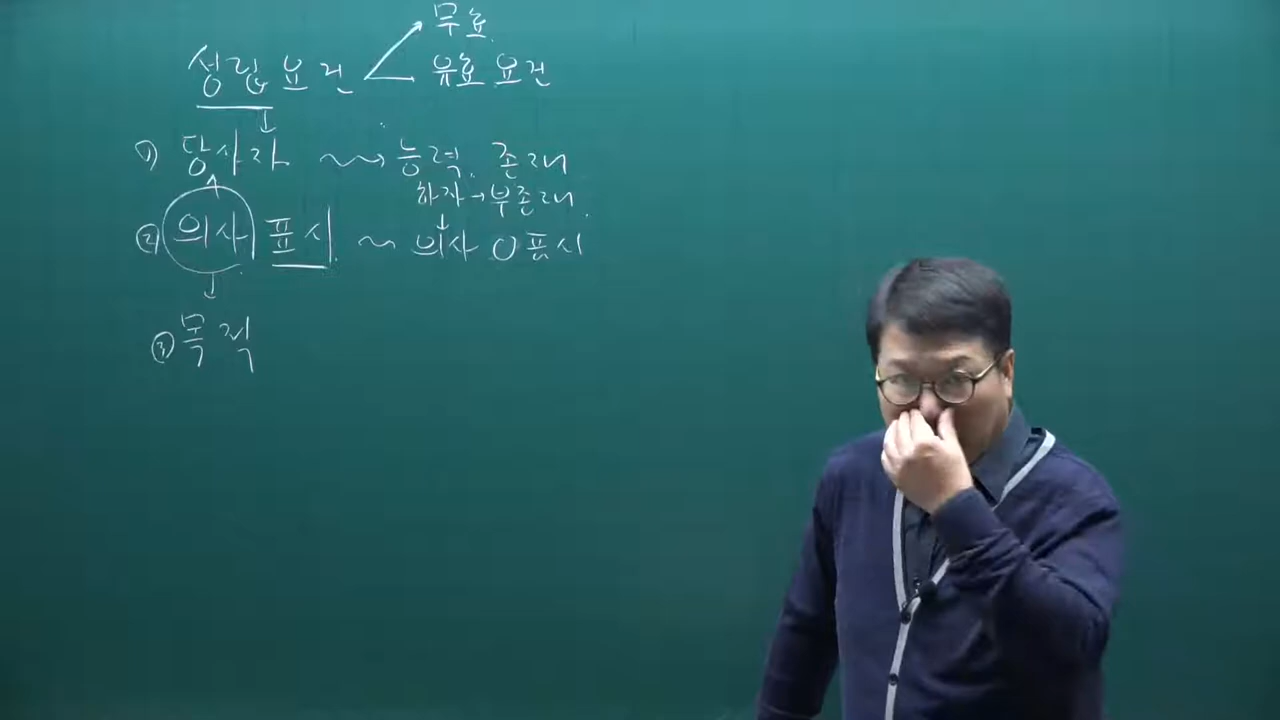 무효
성립요건 유효요건
① 당사자 능력. 존재
하자→부존재
② 의사표시 ~ 의사 O 표시
③ 목적